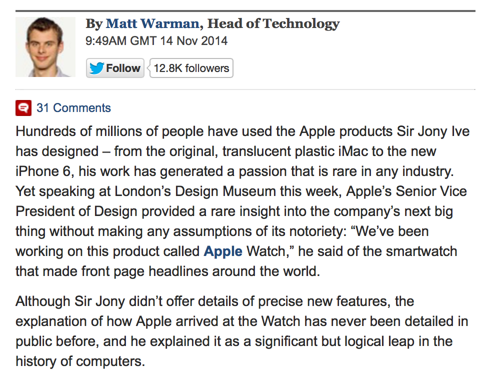 By Matt Warman, Head of Technology
9:49AM GMT 14 Nov 2014
Follow 12.8K followers
31 Comments
Hundreds of millions of people have used the Apple products Sir Jony Ive
has designed – from the original, translucent plastic iMac to the new
iPhone 6, his work has generated a passion that is rare in any industry.
Yet speaking at London's Design Museum this week, Apple's Senior Vice
President of Design provided a rare insight into the company's next big
thing without making any assumptions of its notoriety: “We've been
working on this product called Apple Watch,” he said of the smartwatch
that made front page headlines around the world.
Although Sir Jony didn't offer details of precise new features, the
explanation of how Apple arrived at the Watch has never been detailed in
public before, and he explained it as a significant but logical leap in the
history of computers.